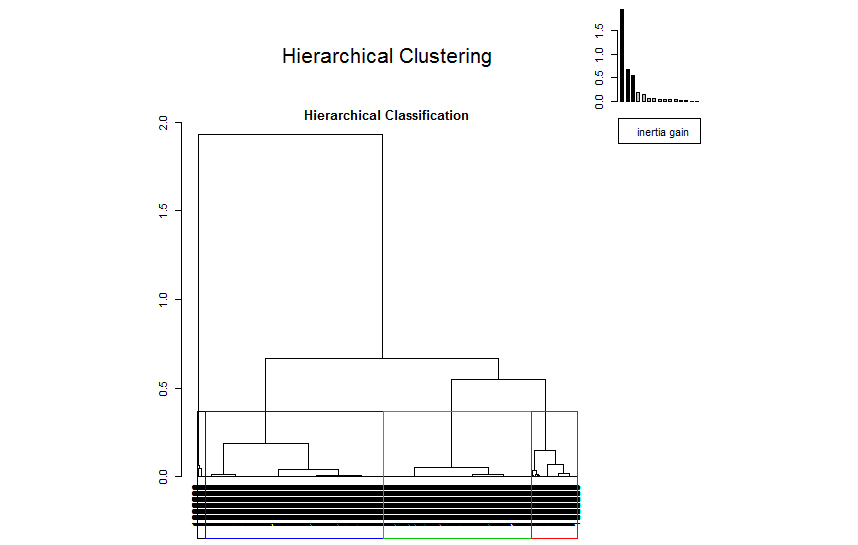 Hierarchical Clustering
Hierarchical Classification
0.0 0.5 1.0 1.5 2.0
0.0 0.5 1.0 1.5
inertia gain